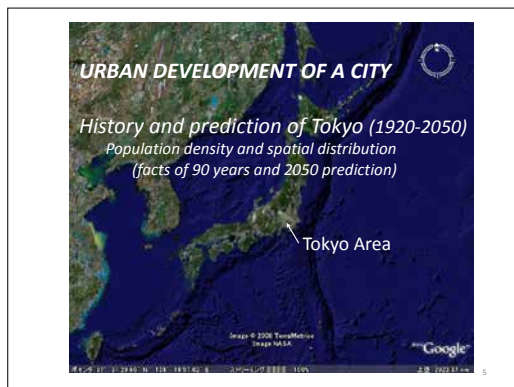 URBAN DEVELOPMENT OF A CITY
History and prediction of Tokyo (1920-2050)
Population density and spatial distribution
(facts of 90 years and 2050 prediction)
Tokyo Area
Image © 2008 TerraMetrics
Image NASA
Google
100%
5